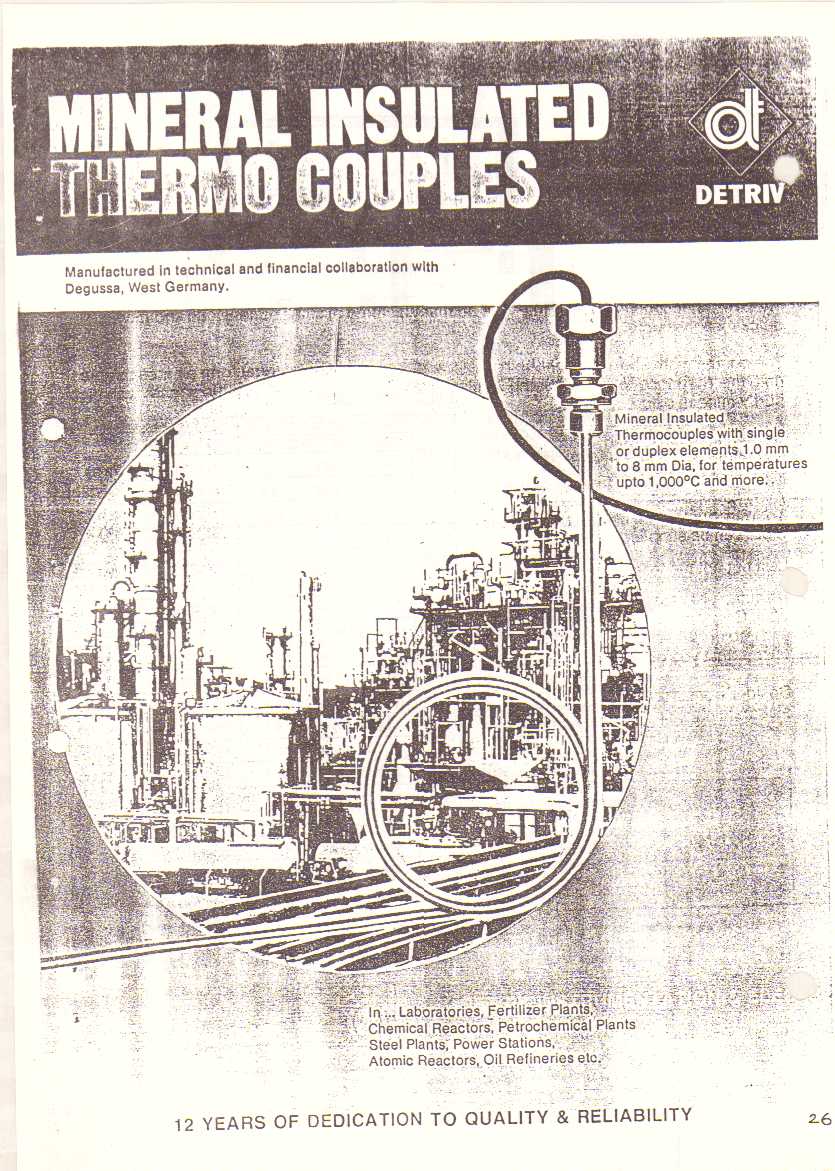 MINERAL INSULATED
THERMO COUPLES
dt
DETRIV
Manufactured in technical and financial collaboration with
Degussa, West Germany.
Mineral Insulated
Thermocouples with single
or duplex elements 1.0 mm
to 8 mm Dia, for temperatures
upto 1,000°C and more.
In ... Laboratories, Fertilizer Plants,
Chemical Reactors, Petrochemical Plants
Steel Plants, Power Stations,
Atomic Reactors, Oil Refineries etc.
12 YEARS OF DEDICATION TO QUALITY & RELIABILITY
26